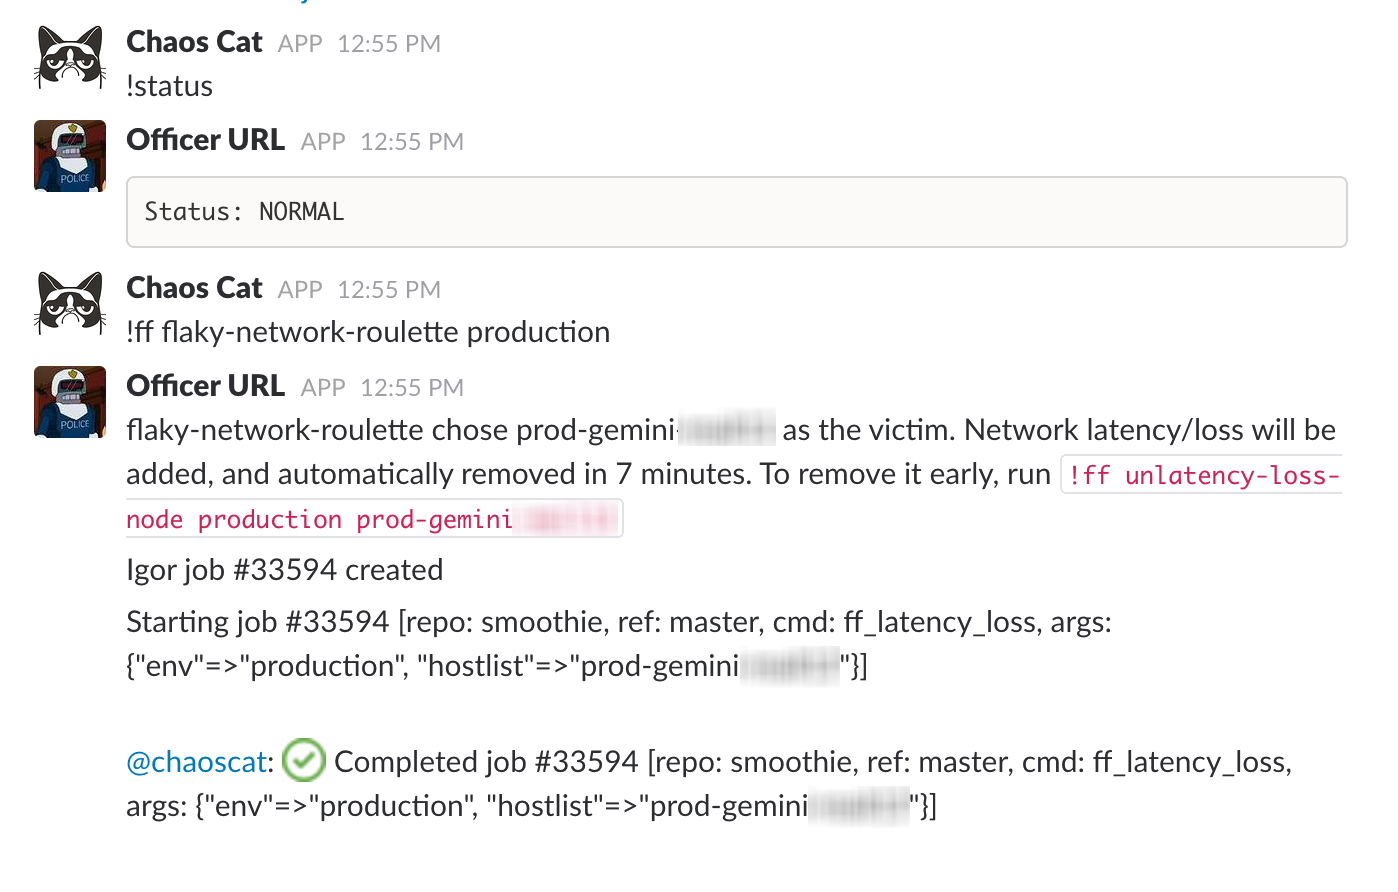 Chaos Cat APP 12:55 PM
!status
Officer URL APP 12:55 PM
POLICE
Status: NORMAL
Chaos Cat APP 12:55 PM
!ff flaky-network-roulette production
Officer URL APP 12:55 PM
POLICE
flaky-network-roulette chose prod-gemini- as the victim. Network latency/loss will be
added, and automatically removed in 7 minutes. To remove it early, run !ff unlatency-loss-
node production prod-gemini
Igor job #33594 created
Starting job #33594 [repo: smoothie, ref: master, cmd: ff_latency_loss, args:
{"env"=>"production", "hostlist"=>"prod-gemini"}]
@chaoscat: Completed job #33594 [repo: smoothie, ref: master, cmd: ff_latency_loss,
args: {"env"=>"production", "hostlist"=>"prod-gemini"}]